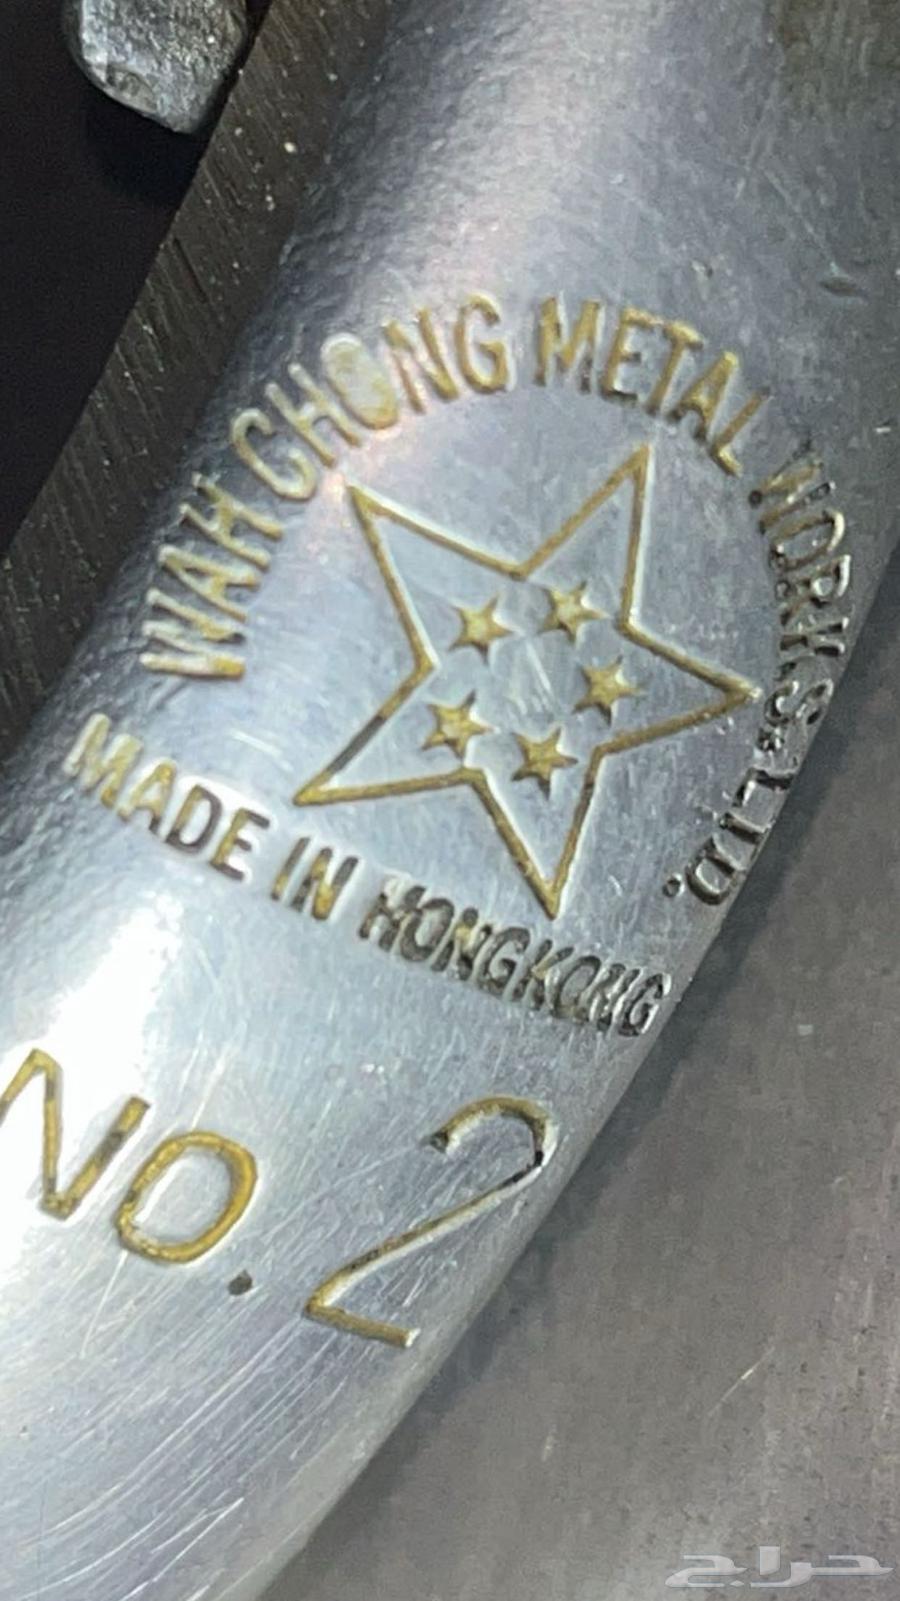 WAH CHONG METAL WORKS. LTD.
MADE IN HONGKONG
NO. 2
حراج